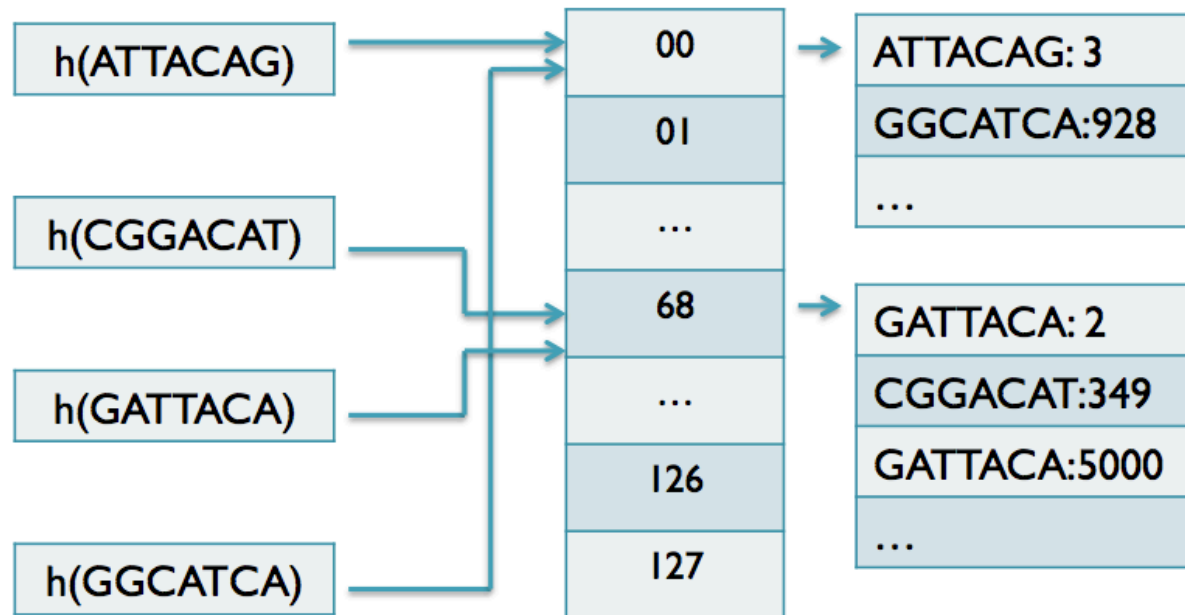 h(ATTACAG)
h(CGGACAT)
h(GATTACA)
h(GGCATCA)
00
01
...
68
...
126
127
ATTACAG: 3
GGCATCA:928
...
GATTACA: 2
CGGACAT:349
GATTACA:5000
...